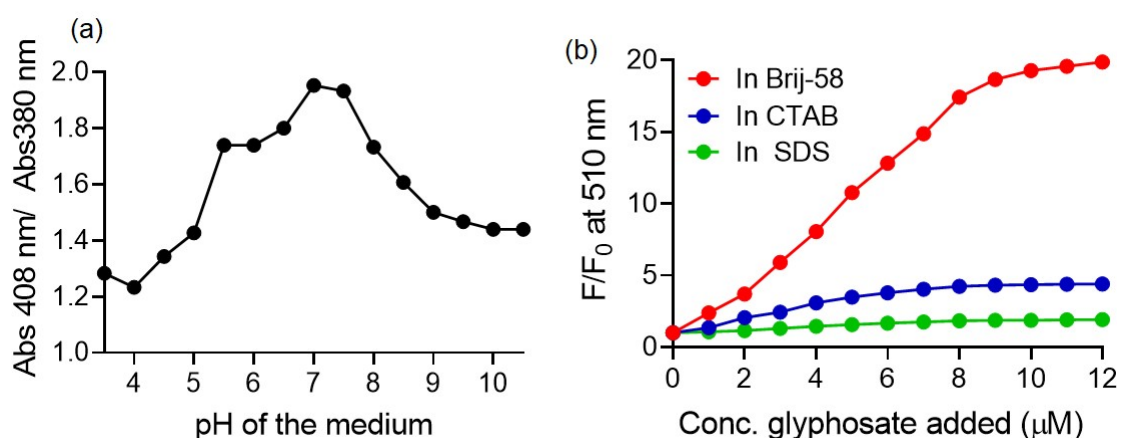 (a)
Abs 408 nm/ Abs380 nm
2.0
1.8
1.6
1.4
1.2
1.0
4 5 6 7 8 9 10
pH of the medium
(b)
F/F₀ at 510 nm
20
15
10
5
0
In Brij-58
In CTAB
In SDS
0 2 4 6 8 10 12
Conc. glyphosate added (μM)